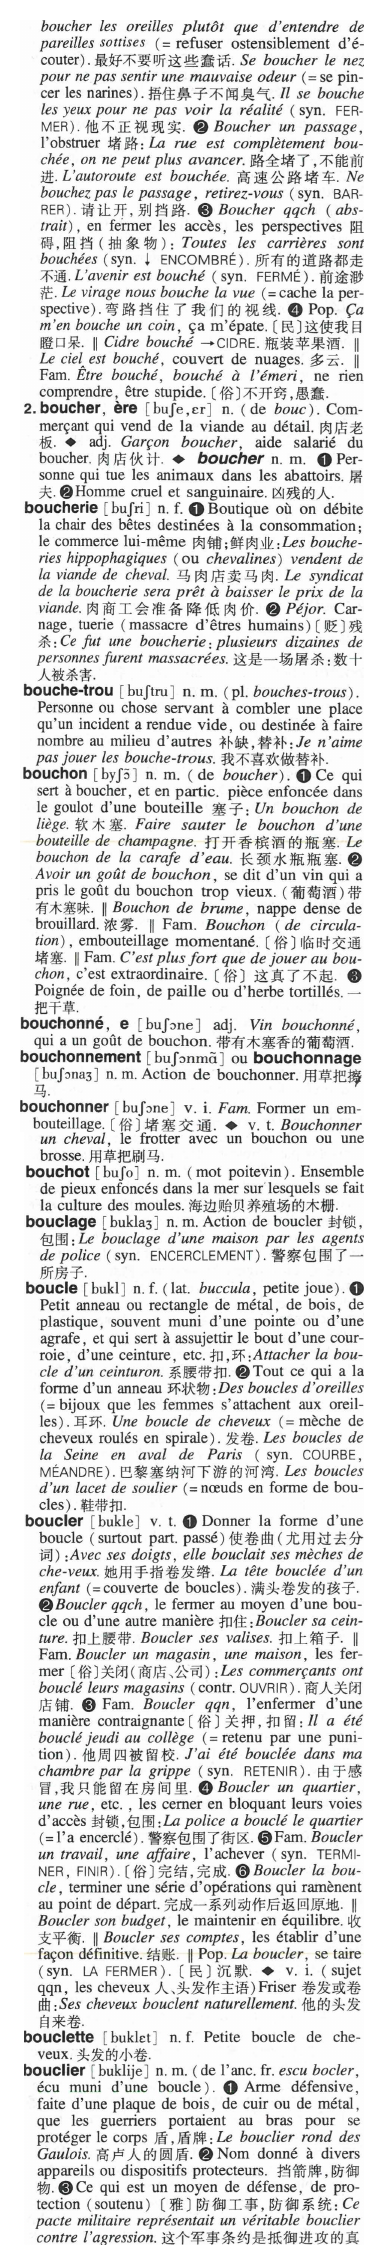 boucher les oreilles plutôt que d'entendre de
pareilles sottises (= refuser ostensiblement d'é-
couter). 最好不要听这些蠢话. Se boucher le nez
pour ne pas sentir une mauvaise odeur (= se pin-
cer les narines). 捂住鼻子不闻臭气. Il se bouche
les yeux pour ne pas voir la réalité (syn. FER-
MER). 他不正视现实. ❷ Boucher un passage,
l'obstruer 堵路: La rue est complètement bou-
chée, on ne peut plus avancer. 路全堵了,不能前
进. L'autoroute est bouchée. 高速公路堵车. Ne
bouchez pas le passage, retirez-vous (syn. BAR-
RER). 请让开,别挡路. ❸ Boucher qqch (abs-
trait), en fermer les accès, les perspectives 阻
碍,阻挡(抽象物): Toutes les carrières sont
bouchées (syn. ↓ ENCOMBRÉ). 所有的道路都走
不通. L'avenir est bouché (syn. FERMÉ). 前途渺
茫. Le virage nous bouche la vue (= cache la per-
spective). 弯路挡住了我们的视线. ❹ Pop. Ça
m'en bouche un coin, ça m'épate. [民]这使我目
瞪口呆. ‖ Cidre bouché →CIDRE. 瓶装苹果酒. ‖
Le ciel est bouché, couvert de nuages. 多云. ‖
Fam. Être bouché, bouché à l'émeri, ne rien
comprendre, être stupide. [俗]不开窍,愚蠢.
2. boucher, ère [buʃe,ɛr] n. (de bouc). Com-
merçant qui vend de la viande au détail. 肉店老
板. ◆ adj. Garçon boucher, aide salarié du
boucher. 肉店伙计. ◆ boucher n. m. ❶ Per-
sonne qui tue les animaux dans les abattoirs. 屠
夫. ❷ Homme cruel et sanguinaire. 凶残的人.
boucherie [buʃri] n. f. ❶ Boutique où on débite
la chair des bêtes destinées à la consommation;
le commerce lui-même 肉铺;鲜肉业: Les bouche-
ries hippophagiques (ou chevalines) vendent de
la viande de cheval. 马肉店卖马肉. Le syndicat
de la boucherie sera prêt à baisser le prix de la
viande. 肉商工会准备降低肉价. ❷ Péjor. Car-
nage, tuerie (massacre d'êtres humains) [贬]残
杀: Ce fut une boucherie: plusieurs dizaines de
personnes furent massacrées. 这是一场屠杀:数十
人被杀害.
bouche-trou [buʃtru] n. m. (pl. bouches-trous).
Personne ou chose servant à combler une place
qu'un incident a rendue vide, ou destinée à faire
nombre au milieu d'autres 补缺,替补: Je n'aime
pas jouer les bouche-trous. 我不喜欢做替补.
bouchon [byʃɔ̃] n. m. (de boucher). ❶ Ce qui
sert à boucher, et en partic. pièce enfoncée dans
le goulot d'une bouteille 塞子: Un bouchon de
liège. 软木塞. Faire sauter le bouchon d'une
bouteille de champagne. 打开香槟酒的瓶塞. Le
bouchon de la carafe d'eau. 长颈水瓶瓶塞. ❷
Avoir un goût de bouchon, se dit d'un vin qui a
pris le goût du bouchon trop vieux. (葡萄酒)带
有木塞味. ‖ Bouchon de brume, nappe dense de
brouillard. 浓雾. ‖ Fam. Bouchon (de circula-
tion), embouteillage momentané. [俗]临时交通
堵塞. ‖ Fam. C'est plus fort que de jouer au bou-
chon, c'est extraordinaire. [俗] 这真了不起. ❸
Poignée de foin, de paille ou d'herbe tortillés. 一
把干草.
bouchonné, e [buʃɔne] adj. Vin bouchonné,
qui a un goût de bouchon. 带有木塞香的葡萄酒.
bouchonnement [buʃɔnmɑ̃] ou bouchonnage
[buʃɔnaʒ] n. m. Action de bouchonner. 用草把擦
马.
bouchonner [buʃɔne] v. i. Fam. Former un em-
bouteillage. [俗]堵塞交通. ◆ v. t. Bouchonner
un cheval, le frotter avec un bouchon ou une
brosse. 用草把刷马.
bouchot [buʃo] n. m. (mot poitevin). Ensemble
de pieux enfoncés dans la mer sur lesquels se fait
la culture des moules. 海边贻贝养殖场的木栅.
bouclage [buklaʒ] n. m. Action de boucler 封锁,
包围: Le bouclage d'une maison par les agents
de police (syn. ENCERCLEMENT). 警察包围了一
所房子.
boucle [bukl] n. f. (lat. buccula, petite joue). ❶
Petit anneau ou rectangle de métal, de bois, de
plastique, souvent muni d'une pointe ou d'une
agrafe, et qui sert à assujettir le bout d'une cour-
roie, d'une ceinture, etc. 扣,环: Attacher la bou-
cle d'un ceinturon. 系腰带扣. ❷ Tout ce qui a la
forme d'un anneau 环状物: Des boucles d'oreilles
(= bijoux que les femmes s'attachent aux oreil-
les). 耳环. Une boucle de cheveux (= mèche de
cheveux roulés en spirale). 发卷. Les boucles de
la Seine en aval de Paris (syn. COURBE,
MÉANDRE). 巴黎塞纳河下游的河湾. Les boucles
d'un lacet de soulier (= nœuds en forme de bou-
cles). 鞋带扣.
boucler [bukle] v. t. ❶ Donner la forme d'une
boucle (surtout part. passé) 使卷曲(尤用过去分
词): Avec ses doigts, elle bouclait ses mèches de
che-veux. 她用手指卷发绺. La tête bouclée d'un
enfant (= couverte de boucles). 满头卷发的孩子.
❷ Boucler qqch, le fermer au moyen d'une bou-
cle ou d'une autre manière 扣住: Boucler sa cein-
ture. 扣上腰带. Boucler ses valises. 扣上箱子. ‖
Fam. Boucler un magasin, une maison, les fer-
mer [俗]关闭(商店、公司): Les commerçants ont
bouclé leurs magasins (contr. OUVRIR). 商人关闭
店铺. ❸ Fam. Boucler qqn, l'enfermer d'une
manière contraignante [俗] 关押,扣留: Il a été
bouclé jeudi au collège (= retenu par une puni-
tion). 他周四被留校. J'ai été bouclée dans ma
chambre par la grippe (syn. RETENIR). 由于感
冒,我只能留在房间里. ❹ Boucler un quartier,
une rue, etc., les cerner en bloquant leurs voies
d'accès 封锁,包围: La police a bouclé le quartier
(= l'a encerclé). 警察包围了街区. ❺ Fam. Boucler
un travail, une affaire, l'achever (syn. TERMI-
NER, FINIR). [俗]完结,完成. ❻ Boucler la bou-
cle, terminer une série d'opérations qui ramènent
au point de départ. 完成一系列动作后返回原地. ‖
Boucler son budget, le maintenir en équilibre. 收
支平衡. ‖ Boucler ses comptes, les établir d'une
façon définitive. 结账. ‖ Pop. La boucler, se taire
(syn. LA FERMER). [民]沉默. ◆ v. i. (sujet
qqn, les cheveux 人、头发作主语) Friser 卷发或卷
曲: Ses cheveux bouclent naturellement. 他的头发
自来卷.
bouclette [buklɛt] n. f. Petite boucle de che-
veux. 头发的小卷.
bouclier [buklije] n. m. (de l'anc. fr. escu bocler,
écu muni d'une boucle). ❶ Arme défensive,
faite d'une plaque de bois, de cuir ou de métal,
que les guerriers portaient au bras pour se
protéger le corps 盾,盾牌: Le bouclier rond des
Gaulois. 高卢人的圆盾. ❷ Nom donné à divers
appareils ou dispositifs protecteurs. 挡箭牌,防御
物. ❸ Ce qui est un moyen de défense, de pro-
tection (soutenu) [雅]防御工事,防御系统: Ce
pacte militaire représentait un véritable bouclier
contre l'agression. 这个军事条约是抵御进攻的真